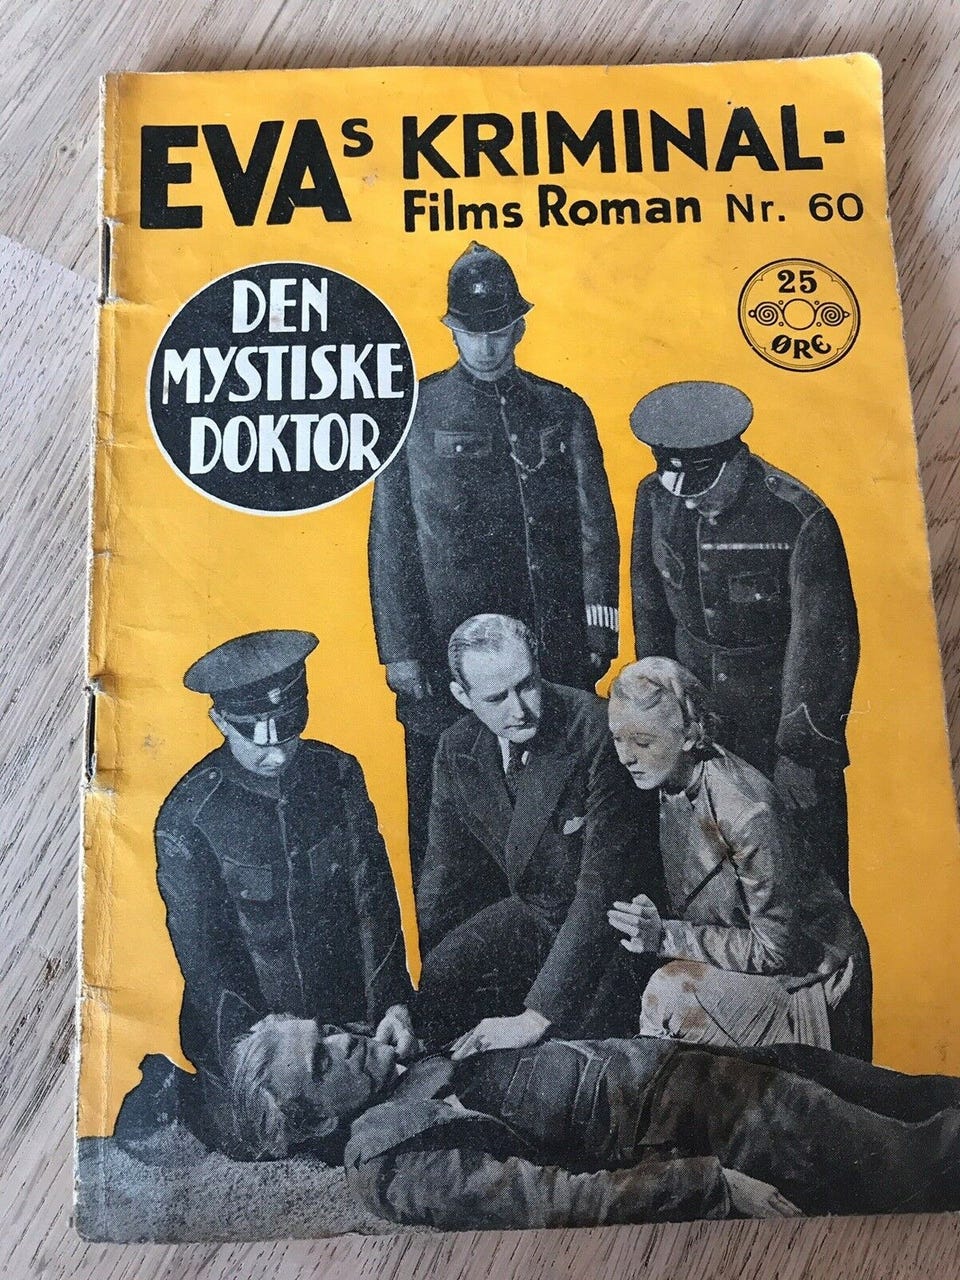 EVAs KRIMINAL-
Films Roman Nr. 60
DEN
MYSTISKE
DOKTOR
25
ØRE